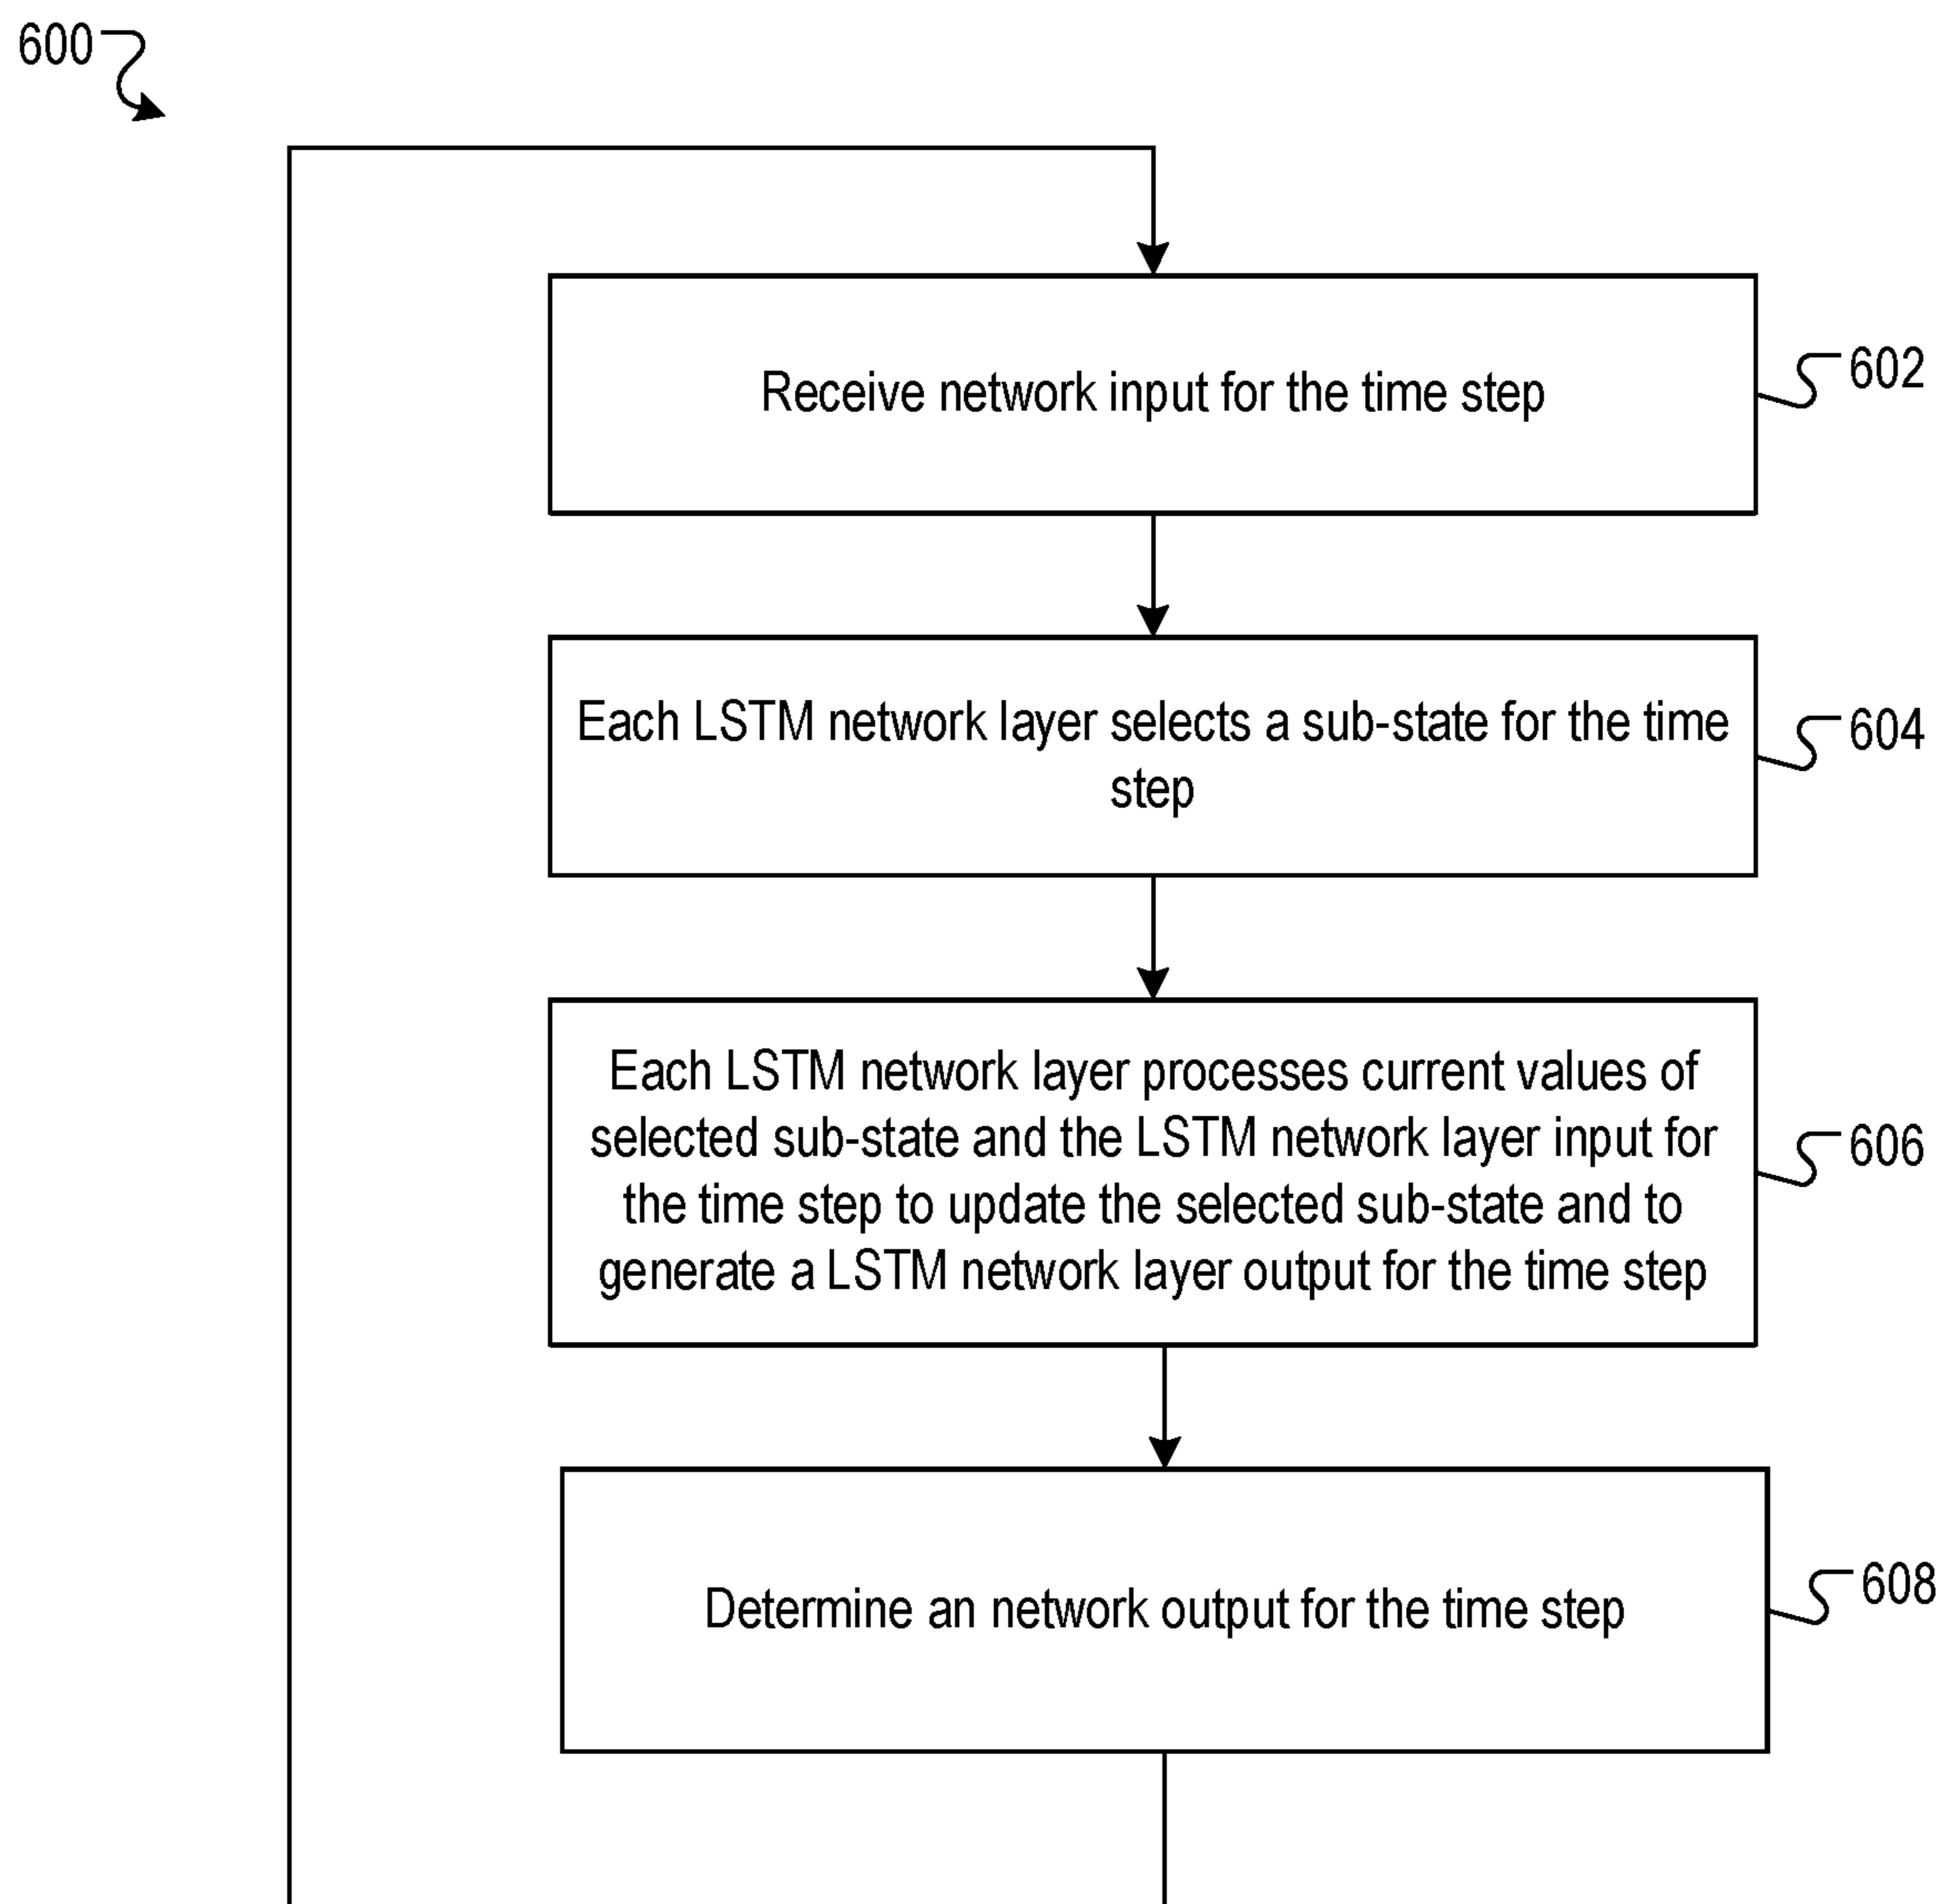 600
Receive network input for the time step
602
Each LSTM network layer selects a sub-state for the time
step
604
Each LSTM network layer processes current values of
selected sub-state and the LSTM network layer input for
the time step to update the selected sub-state and to
generate a LSTM network layer output for the time step
606
Determine an network output for the time step
608